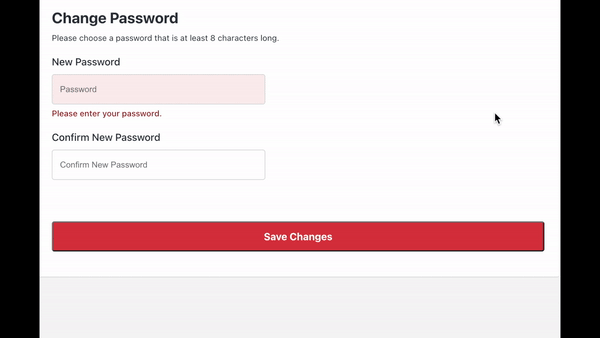 Change Password
Please choose a password that is at least 8 characters long.
New Password
Password
Please enter your password.
Confirm New Password
Confirm New Password
Save Changes